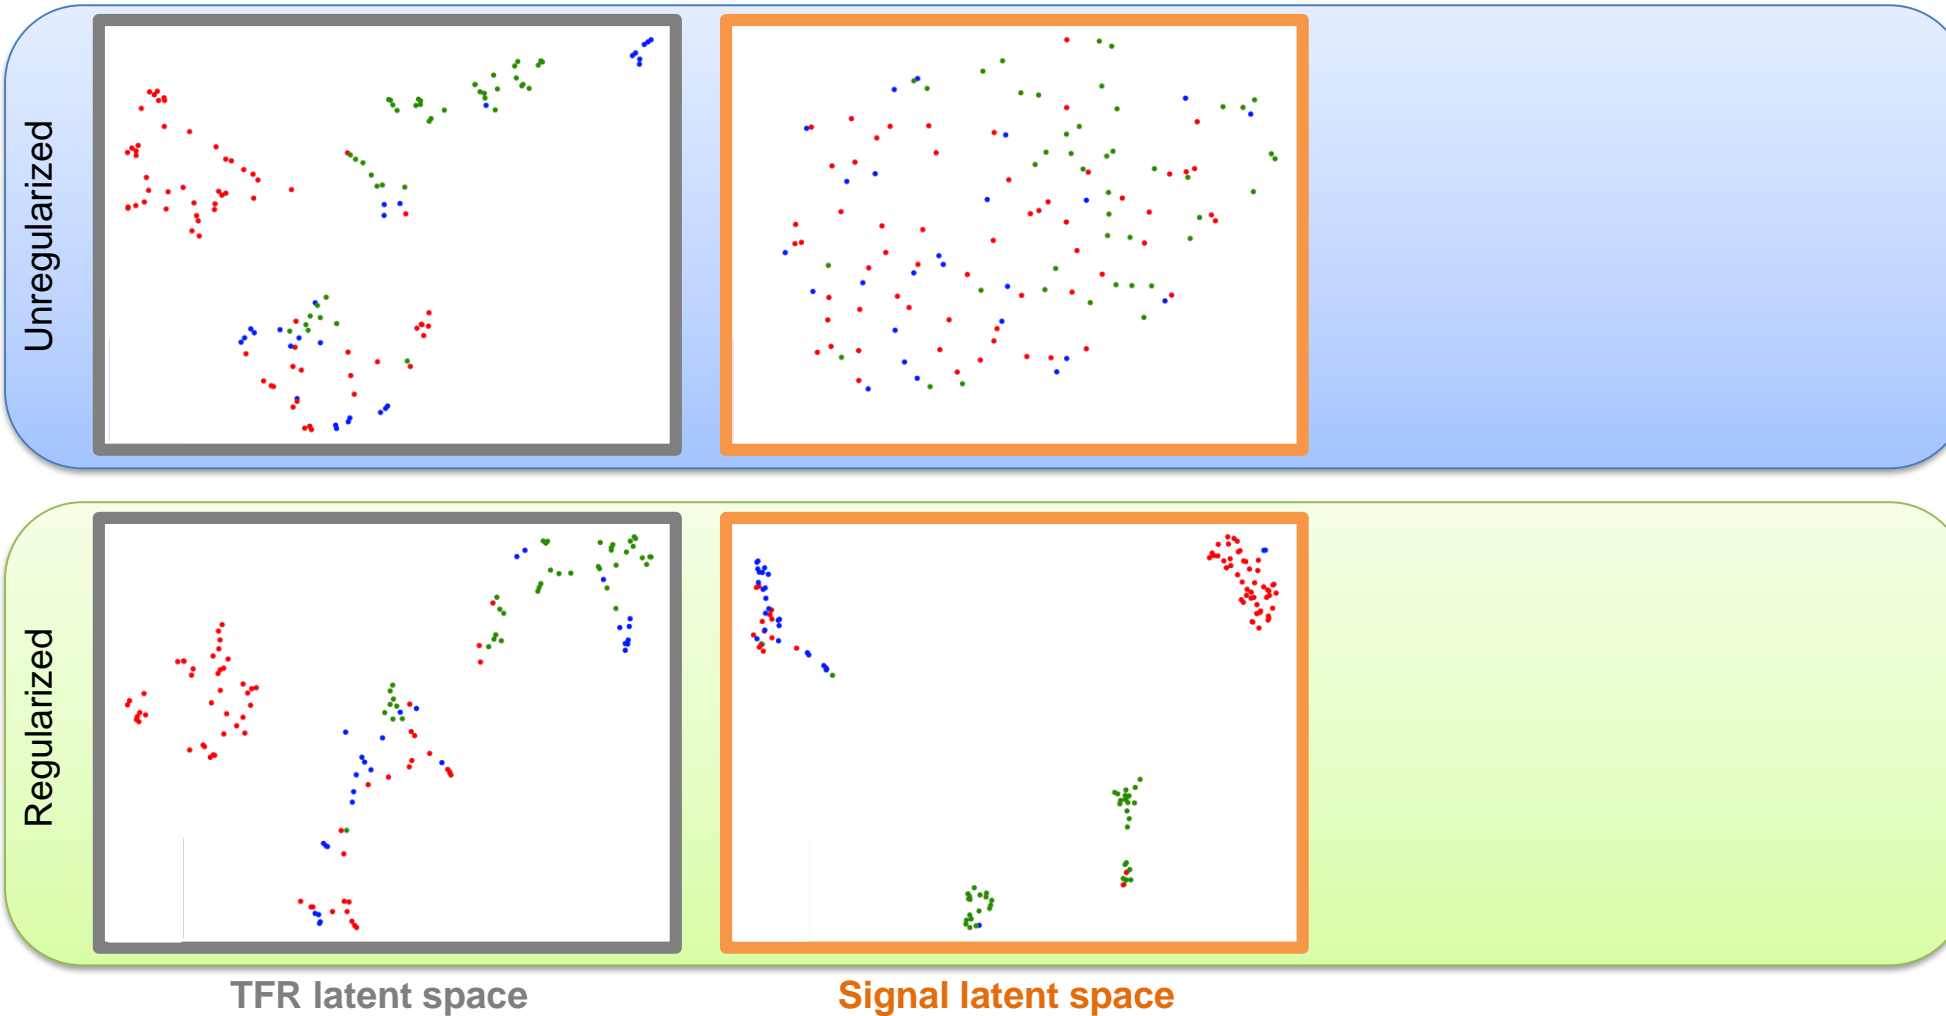 Unregularized
Regularized
TFR latent space
Signal latent space